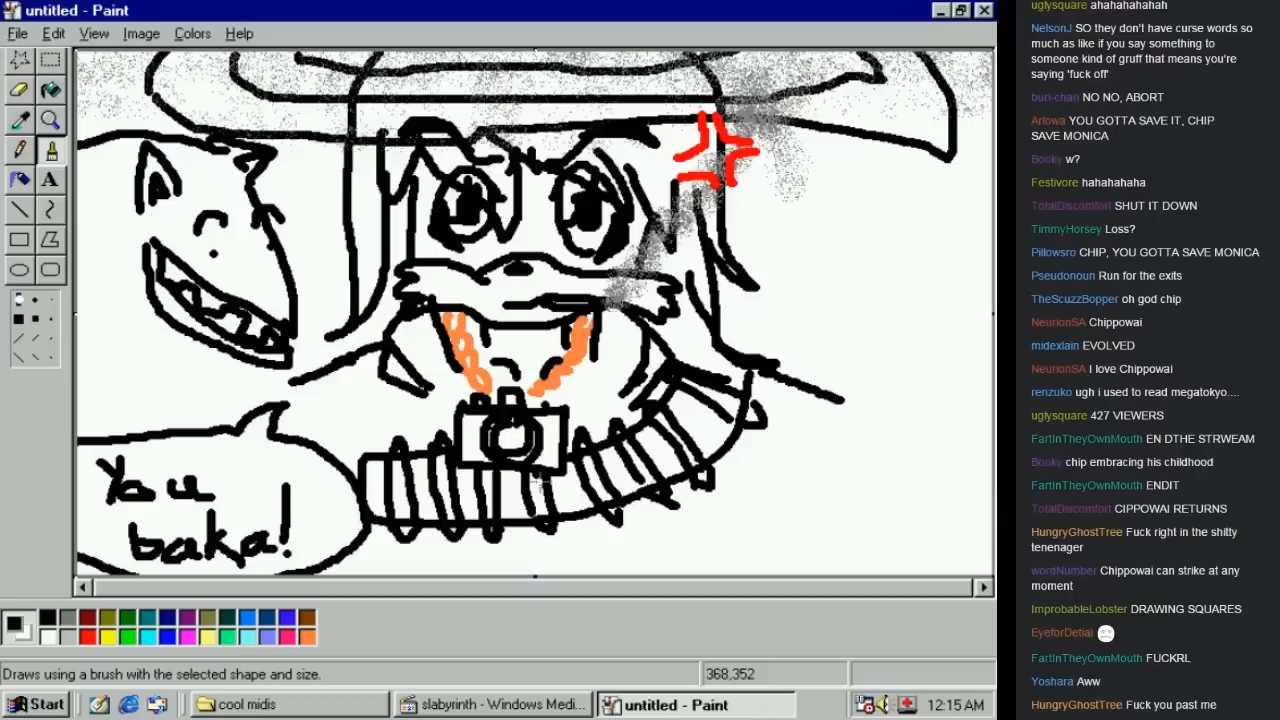 untitled - Paint
File Edit View Image Colors Help
You
baka!
Draws using a brush with the selected shape and size.
368,352
Start
cool midis
slabyrinth - Windows Medi...
untitled - Paint
12:15 AM
uglysquare ahahahahahah
NelsonJ SO they don't have curse words so
much as like if you say something to
someone kind of gruff that means you're
saying 'fuck off'
buri-chan NO NO, ABORT
Arlowa YOU GOTTA SAVE IT, CHIP
SAVE MONICA
Booky w?
Festivore hahahahaha
TotalDiscomfort SHUT IT DOWN
TimmyHorsey Loss?
Pillowsro CHIP, YOU GOTTA SAVE MONICA
Pseudonoun Run for the exits
TheScuzzBopper oh god chip
NeurionSA Chippowai
midexlain EVOLVED
NeurionSA I love Chippowai
renzuko ugh i used to read megatokyo....
uglysquare 427 VIEWERS
FartInTheyOwnMouth EN DTHE STRWEAM
Booky chip embracing his childhood
FartInTheyOwnMouth ENDIT
TotalDiscomfort CIPPOWAI RETURNS
HungryGhostTree Fuck right in the shitty
tenenager
wordNumber Chippowai can strike at any
moment
ImprobableLobster DRAWING SQUARES
EyeforDetial
FartInTheyOwnMouth FUCKRL
Yoshara Aww
HungryGhostTree Fuck you past me